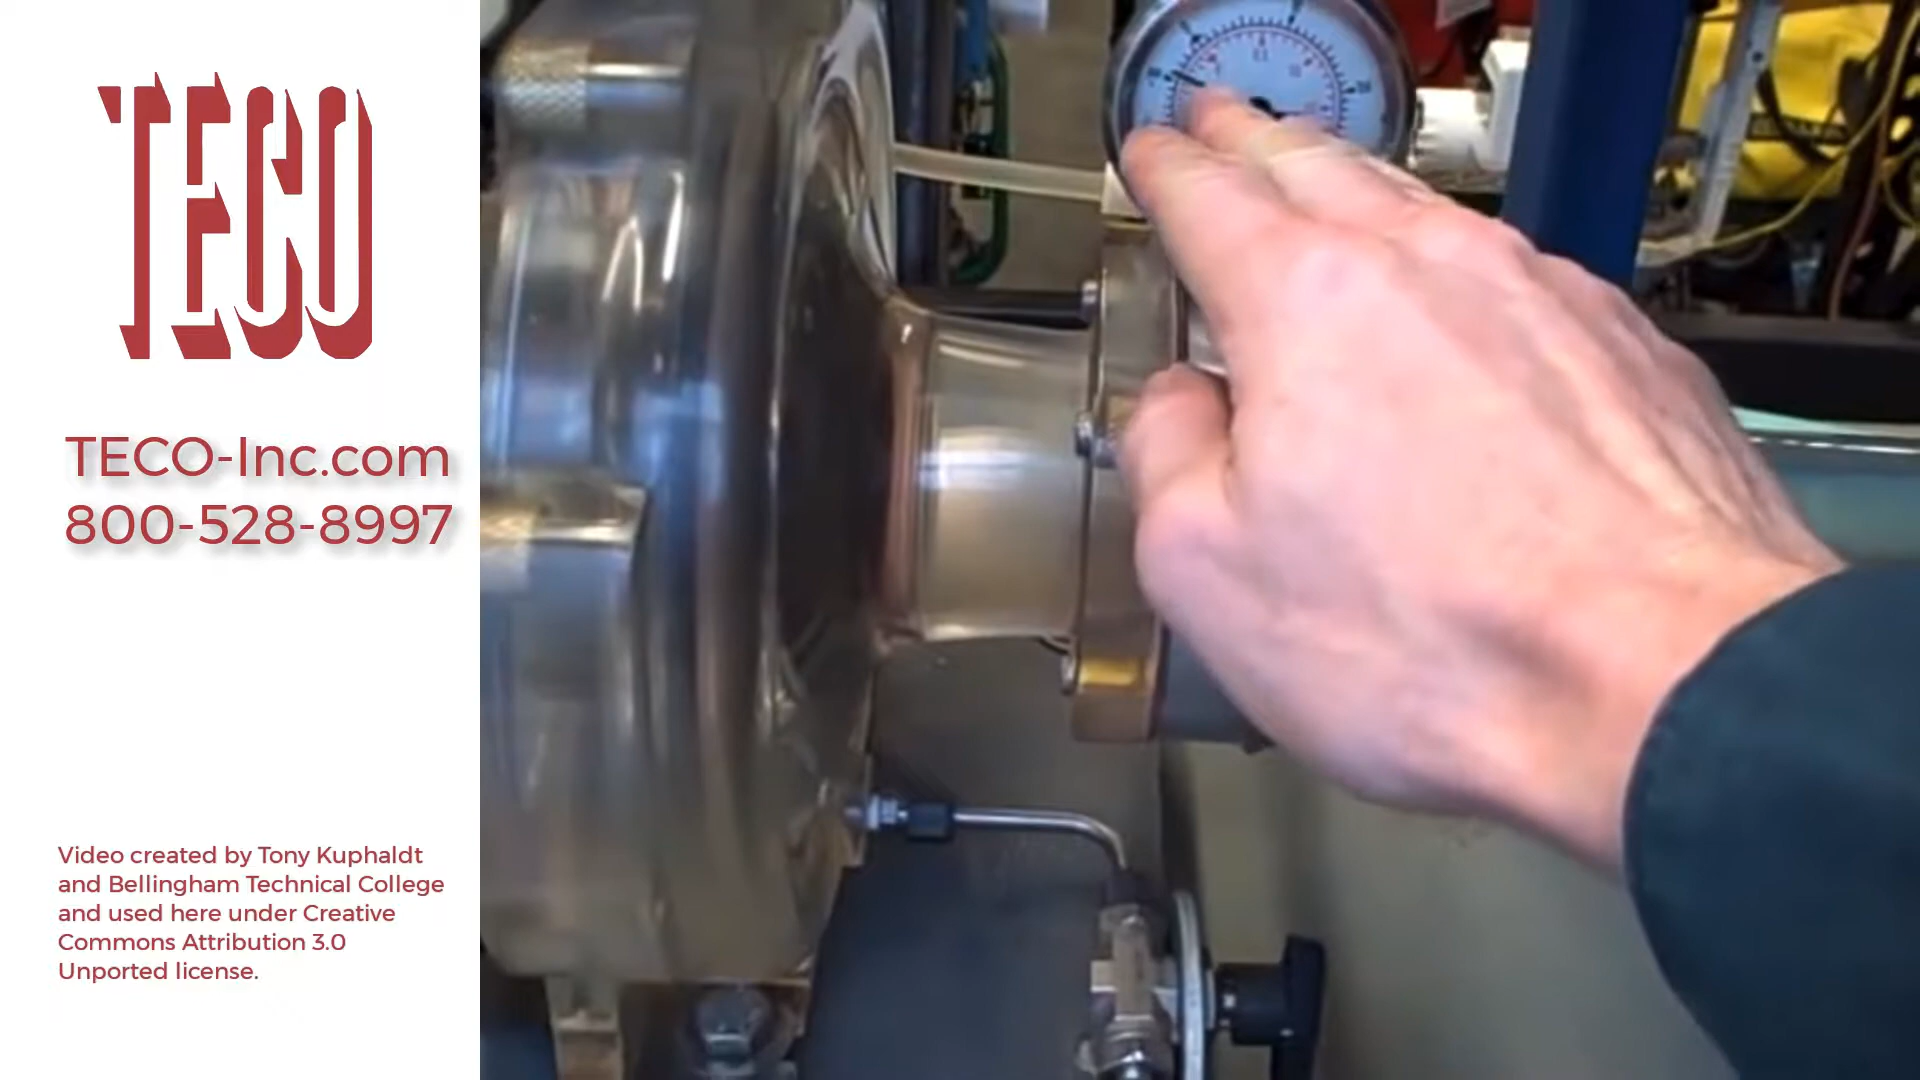 TECO
TECO-Inc.com
800-528-8997
Video created by Tony Kuphaldt
and Bellingham Technical College
and used here under Creative
Commons Attribution 3.0
Unported license.